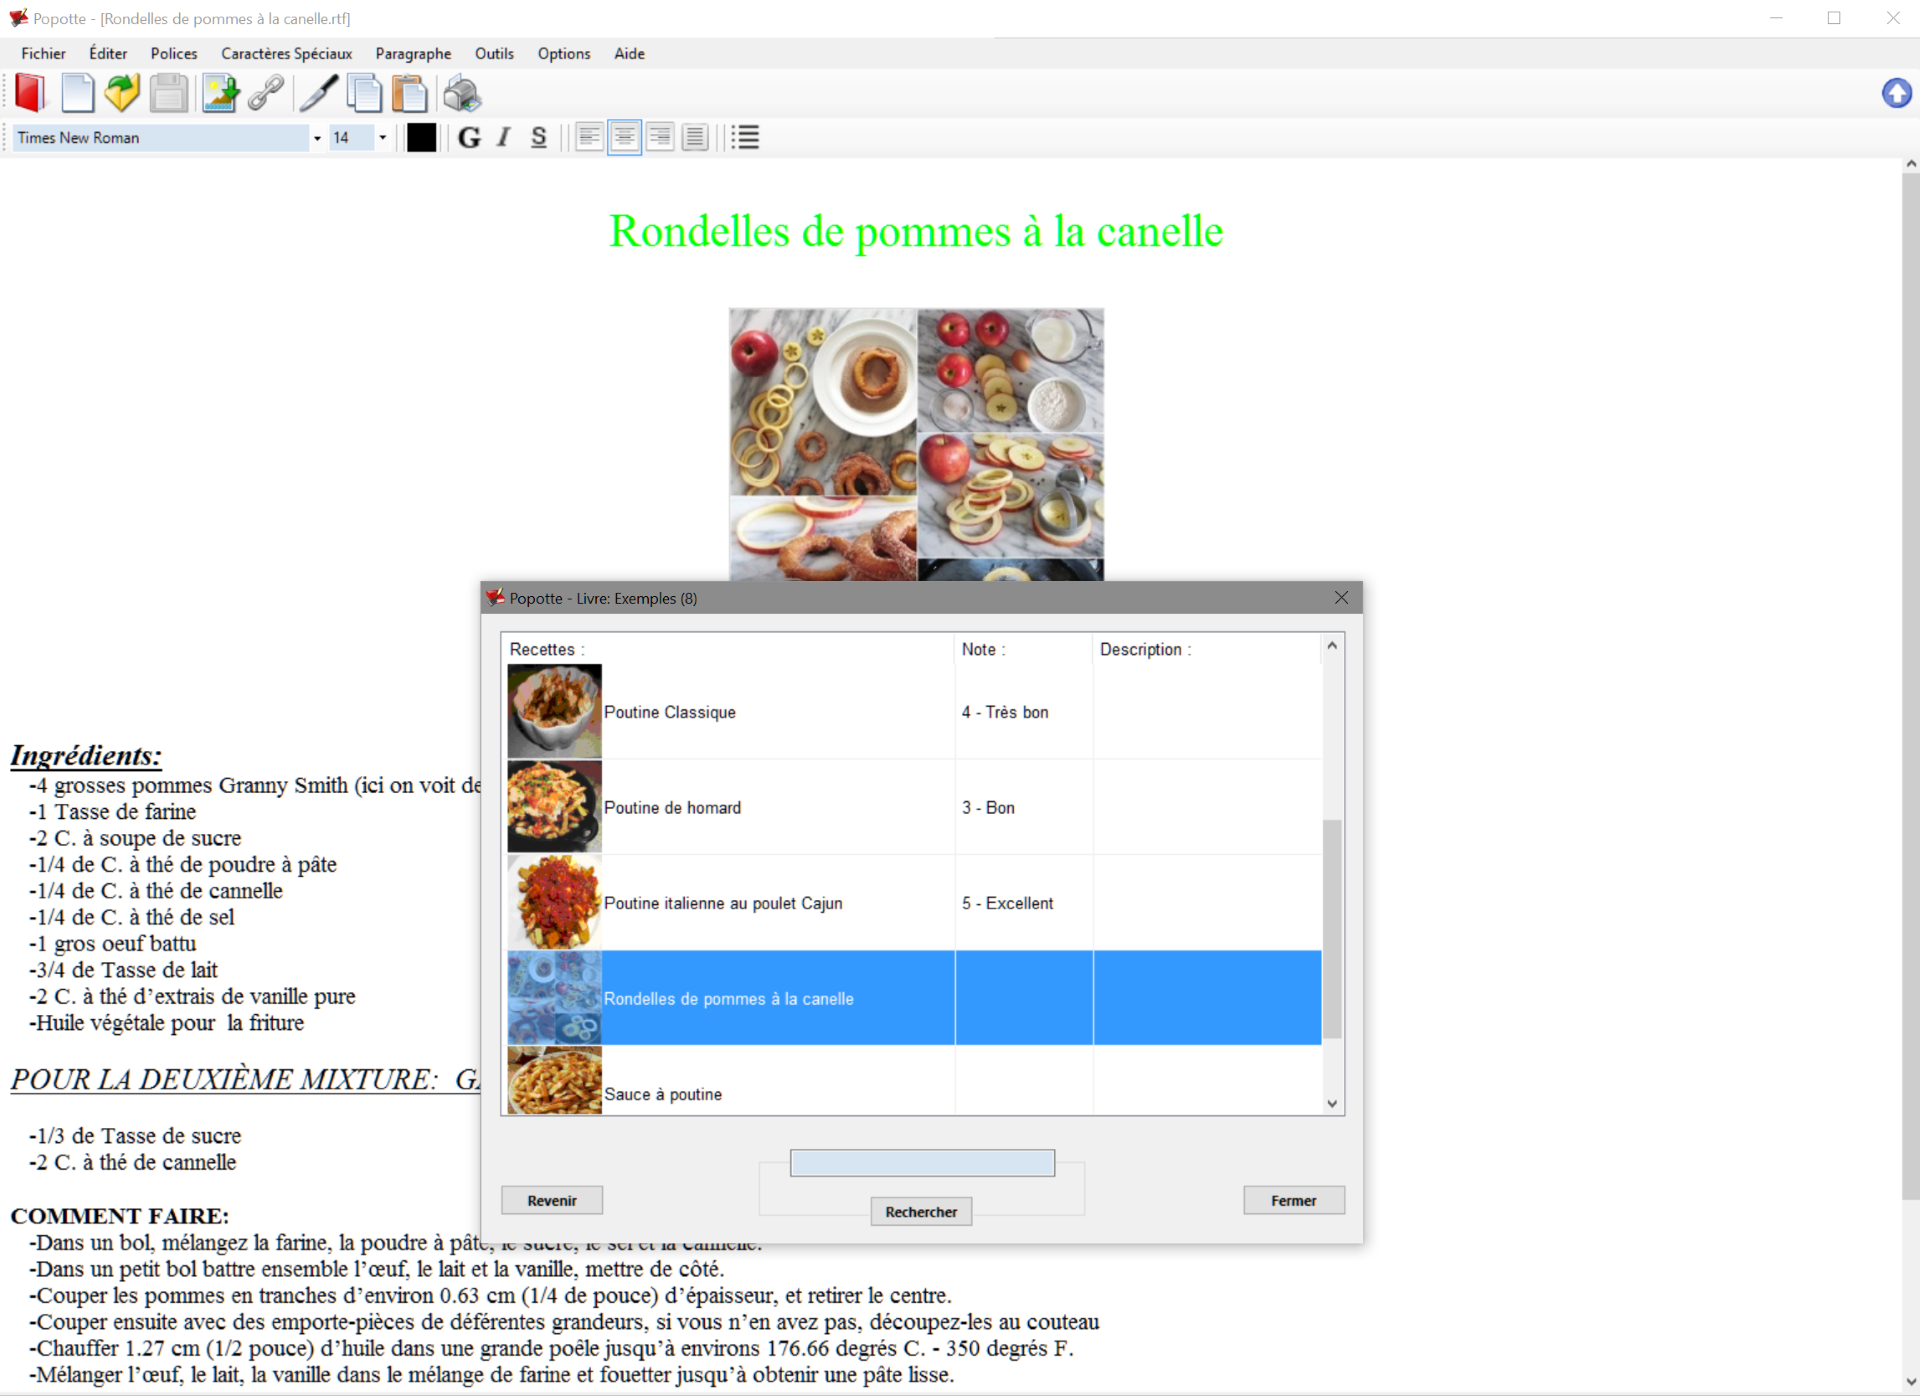 Popotte - [Rondelles de pommes à la canelle.rtf]
Fichier Éditer Polices Caractères Spéciaux Paragraphe Outils Options Aide
Times New Roman 14 G I S
Rondelles de pommes à la canelle
Ingrédients:
-4 grosses pommes Granny Smith (ici on voit de
-1 Tasse de farine
-2 C. à soupe de sucre
-1/4 de C. à thé de poudre à pâte
-1/4 de C. à thé de cannelle
-1/4 de C. à thé de sel
-1 gros oeuf battu
-3/4 de Tasse de lait
-2 C. à thé d’extrais de vanille pure
-Huile végétale pour la friture
POUR LA DEUXIÈME MIXTURE:
-1/3 de Tasse de sucre
-2 C. à thé de cannelle
COMMENT FAIRE:
-Dans un bol, mélangez la farine, la poudre à pâte, le sucre, le sel et la cannelle.
-Dans un petit bol battre ensemble l’œuf, le lait et la vanille, mettre de côté.
-Couper les pommes en tranches d’environ 0.63 cm (1/4 de pouce) d’épaisseur, et retirer le centre.
-Couper ensuite avec des emporte-pièces de déférentes grandeurs, si vous n’en avez pas, découpez-les au couteau
-Chauffer 1.27 cm (1/2 pouce) d’huile dans une grande poêle jusqu’à environs 176.66 degrés C. - 350 degrés F.
-Mélanger l’œuf, le lait, la vanille dans le mélange de farine et fouetter jusqu’à obtenir une pâte lisse.
Popotte - Livre: Exemples (8)
Recettes : Note : Description :
Poutine Classique 4 - Très bon
Poutine de homard 3 - Bon
Poutine italienne au poulet Cajun 5 - Excellent
Rondelles de pommes à la canelle
Sauce à poutine
Revenir Rechercher Fermer